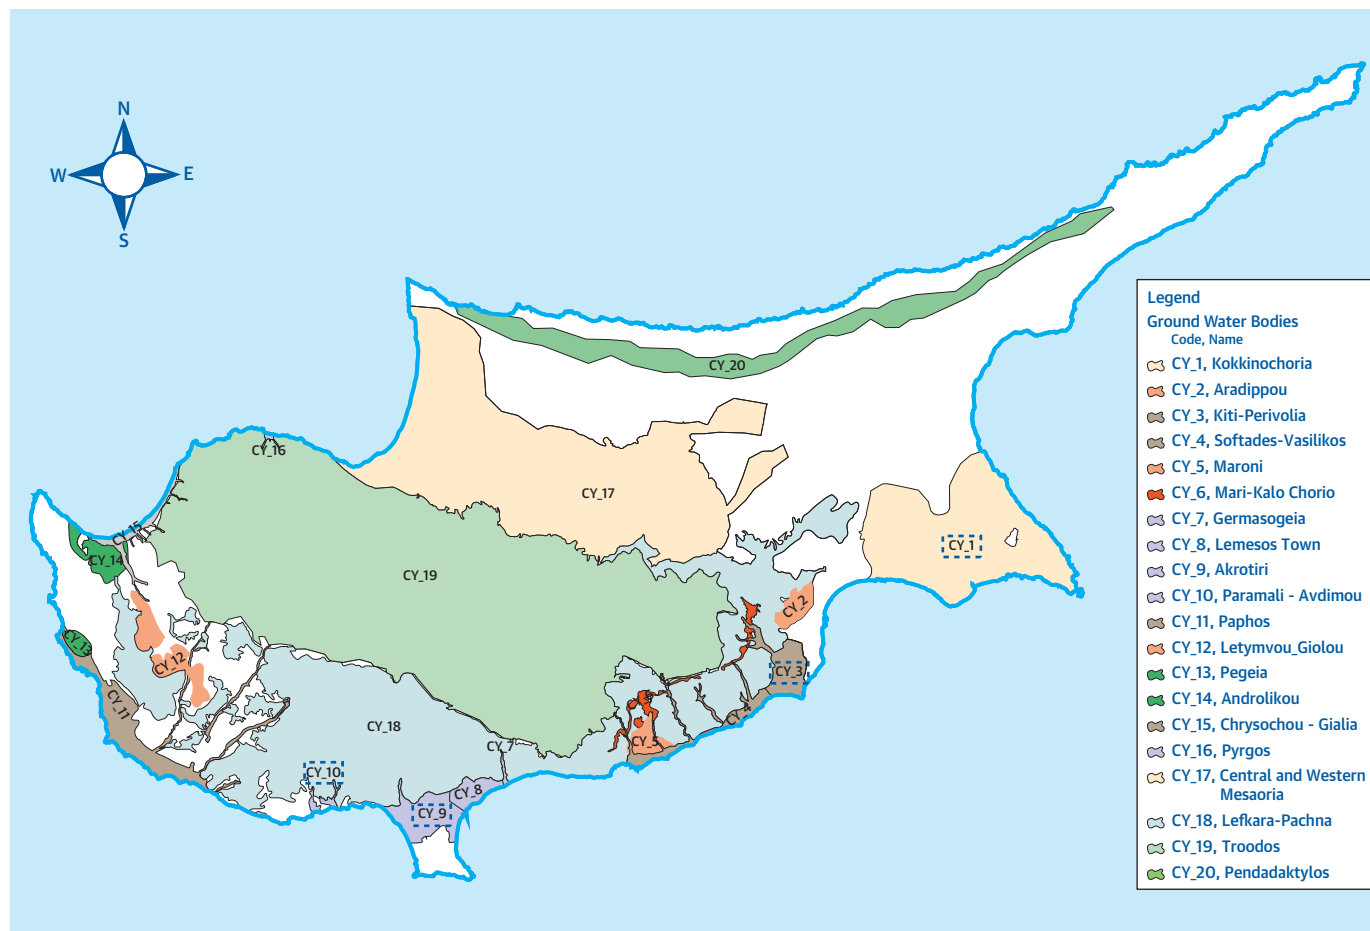 N
W
E
S
CY_20
CY_16
CY_17
CY_15
CY_14
CY_1
CY_19
CY_2
CY_13
CY_12
CY_3
CY_11
CY_4
CY_18
CY_5
CY_7
CY_10
CY_8
CY_9
Legend
Ground Water Bodies
Code, Name
CY_1, Kokkinochoria
CY_2, Aradippou
CY_3, Kiti-Perivolia
CY_4, Softades-Vasilikos
CY_5, Maroni
CY_6, Mari-Kalo Chorio
CY_7, Germasogeia
CY_8, Lemesos Town
CY_9, Akrotiri
CY_10, Paramali - Avdimou
CY_11, Paphos
CY_12, Letymvou_Giolou
CY_13, Pegeia
CY_14, Androlikou
CY_15, Chrysochou - Gialia
CY_16, Pyrgos
CY_17, Central and Western
Mesaoria
CY_18, Lefkara-Pachna
CY_19, Troodos
CY_20, Pendadaktylos